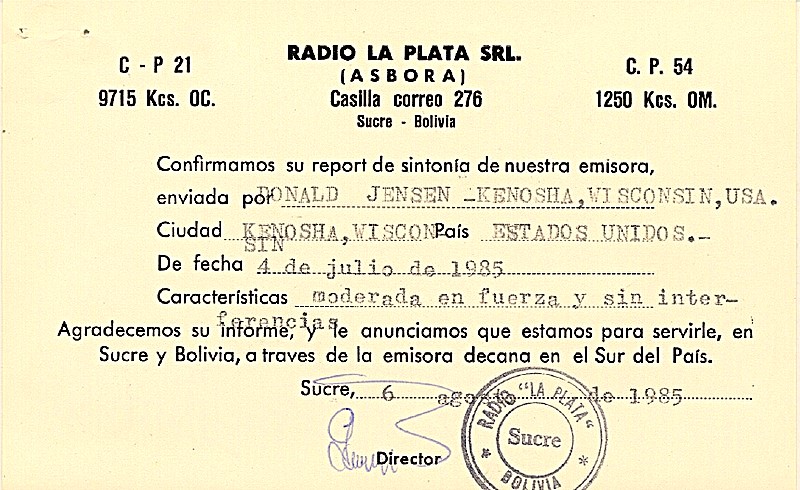 RADIO LA PLATA SRL.
(ASBORA)
C - P 21
9715 Kcs. OC.
Casilla correo 276
Sucre - Bolivia
C. P. 54
1250 Kcs. OM.
Confirmamos su report de sintonía de nuestra emisora,
enviada por DONALD JENSEN -KENOSHA,WISCONSIN,USA.
Ciudad KENOSHA,WISCON País ESTADOS UNIDOS.-
SIN
De fecha 4 de julio de 1985
Características moderada en fuerza y sin inter-
ferencias
Agradecemos su informe, y le anunciamos que estamos para servirle, en
Sucre y Bolivia, a traves de la emisora decana en el Sur del País.
Sucre, 6 agosto de 1985
Director
RADIO "LA PLATA"
Sucre
* BOLIVIA *